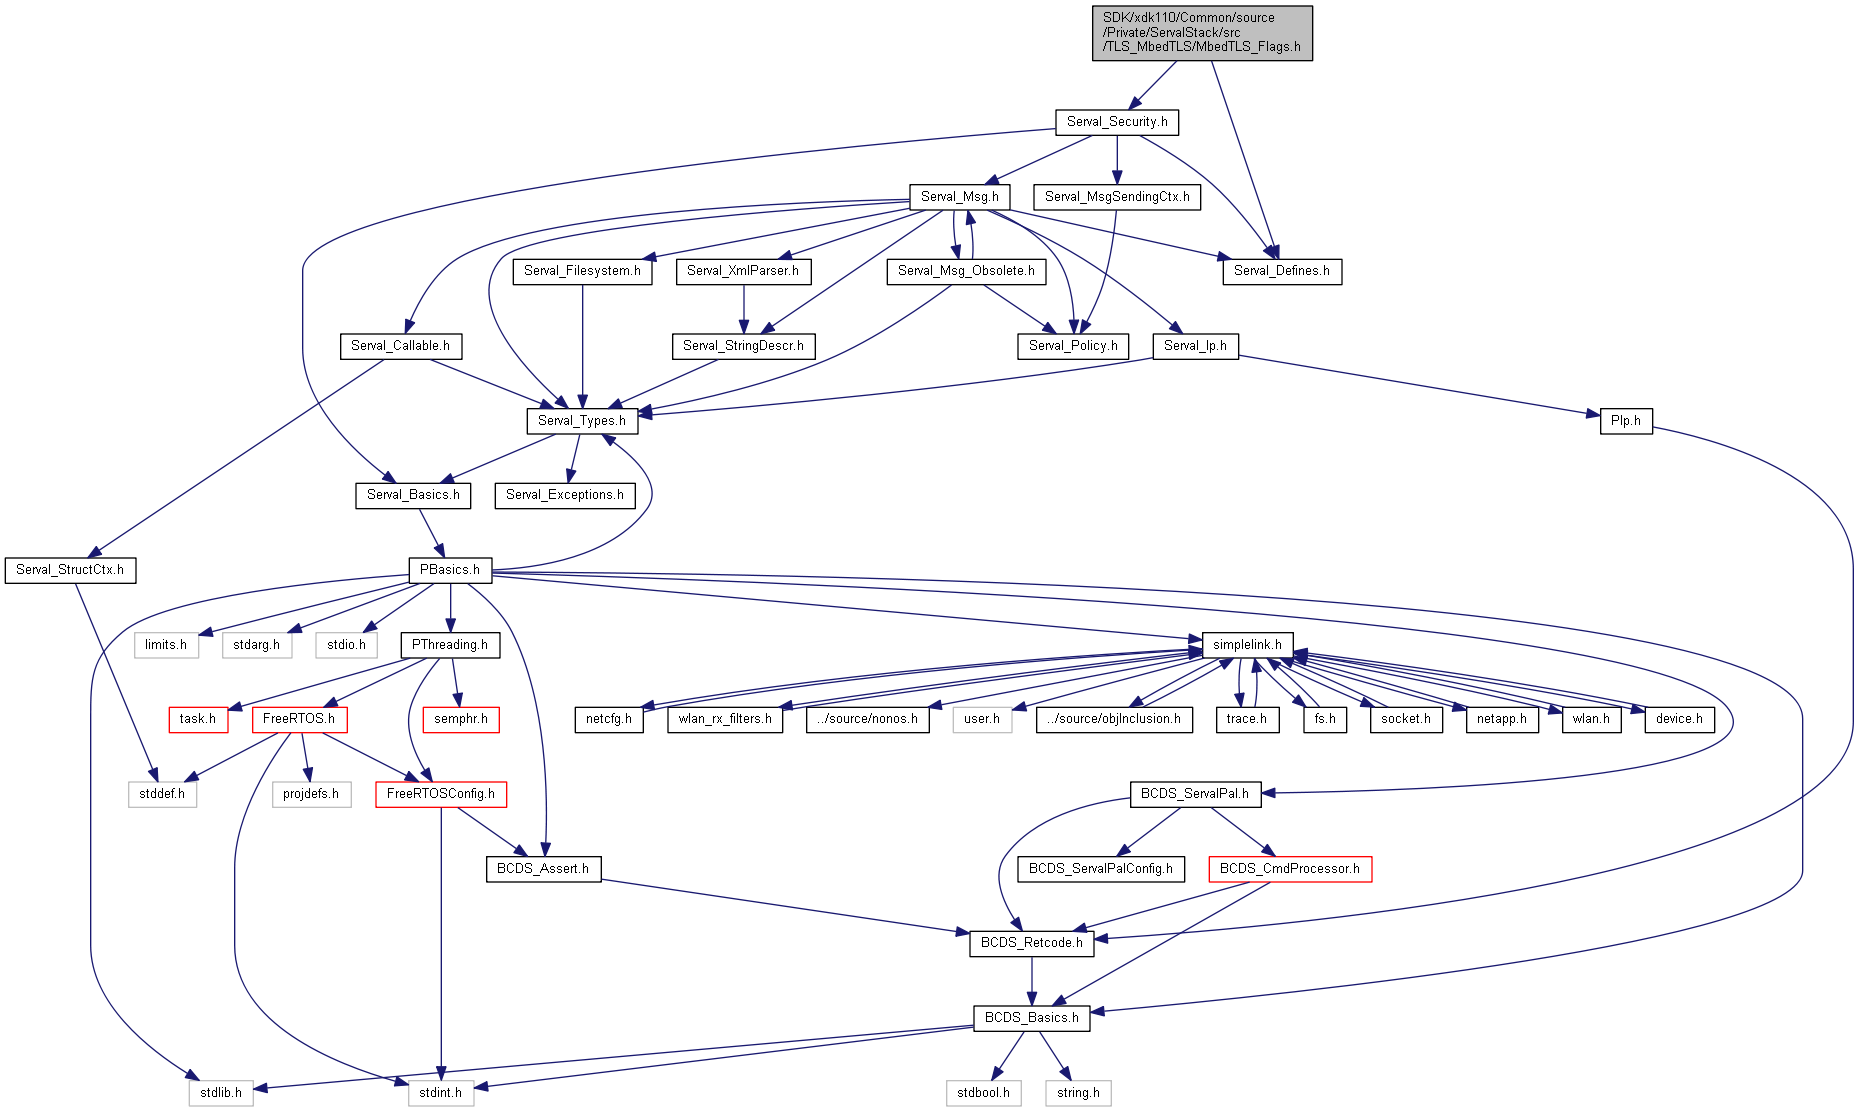 SDK/xdk110/Common/source
/Private/ServalStack/src
/TLS_MbedTLS/MbedTLS_Flags.h
Serval_Security.h
Serval_Msg.h
Serval_MsgSendingCtx.h
Serval_Filesystem.h
Serval_XmlParser.h
Serval_Msg_Obsolete.h
Serval_Defines.h
Serval_Callable.h
Serval_StringDescr.h
Serval_Policy.h
Serval_Ip.h
Serval_Types.h
PIp.h
Serval_Basics.h
Serval_Exceptions.h
Serval_StructCtx.h
PBasics.h
limits.h
stdarg.h
stdio.h
PThreading.h
simplelink.h
task.h
FreeRTOS.h
semphr.h
netcfg.h
wlan_rx_filters.h
../source/nonos.h
user.h
../source/objInclusion.h
trace.h
fs.h
socket.h
netapp.h
wlan.h
device.h
stddef.h
projdefs.h
FreeRTOSConfig.h
BCDS_ServalPal.h
BCDS_Assert.h
BCDS_ServalPalConfig.h
BCDS_CmdProcessor.h
BCDS_Retcode.h
BCDS_Basics.h
stdlib.h
stdint.h
stdbool.h
string.h